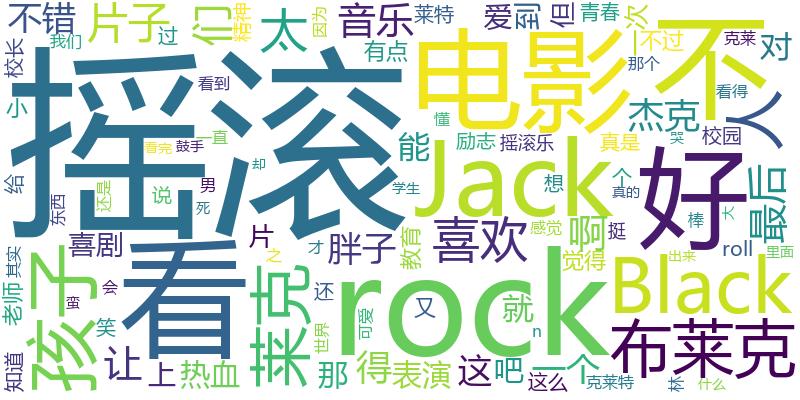 不错
片子
们
太
音乐
莱特
爱
到
但
青春
次
校长
我们
过
精神
因为
有点
一
不过
克莱
对
那个
小
看到
摇滚
电影
不
人
看得
给
看完
鼓手
一直
能
懂
励志
摇滚乐
杰克
真是
校园
哭
东西
还是
说
男
却
死
学生
Jack
想
个
真的
好
棒
大
最后
孩子
喜剧
看
片
之
才
胖子
教育
喜欢
感觉
啊
觉得
挺
出来
roll
里面
老师
其实
蛮
会
笑
莱克
还
世界
rock
可爱
又
就
n
Black
知道
让
上
热血
那
得
表演
这
吧
一个
这么
克莱特
布莱克
林
什么